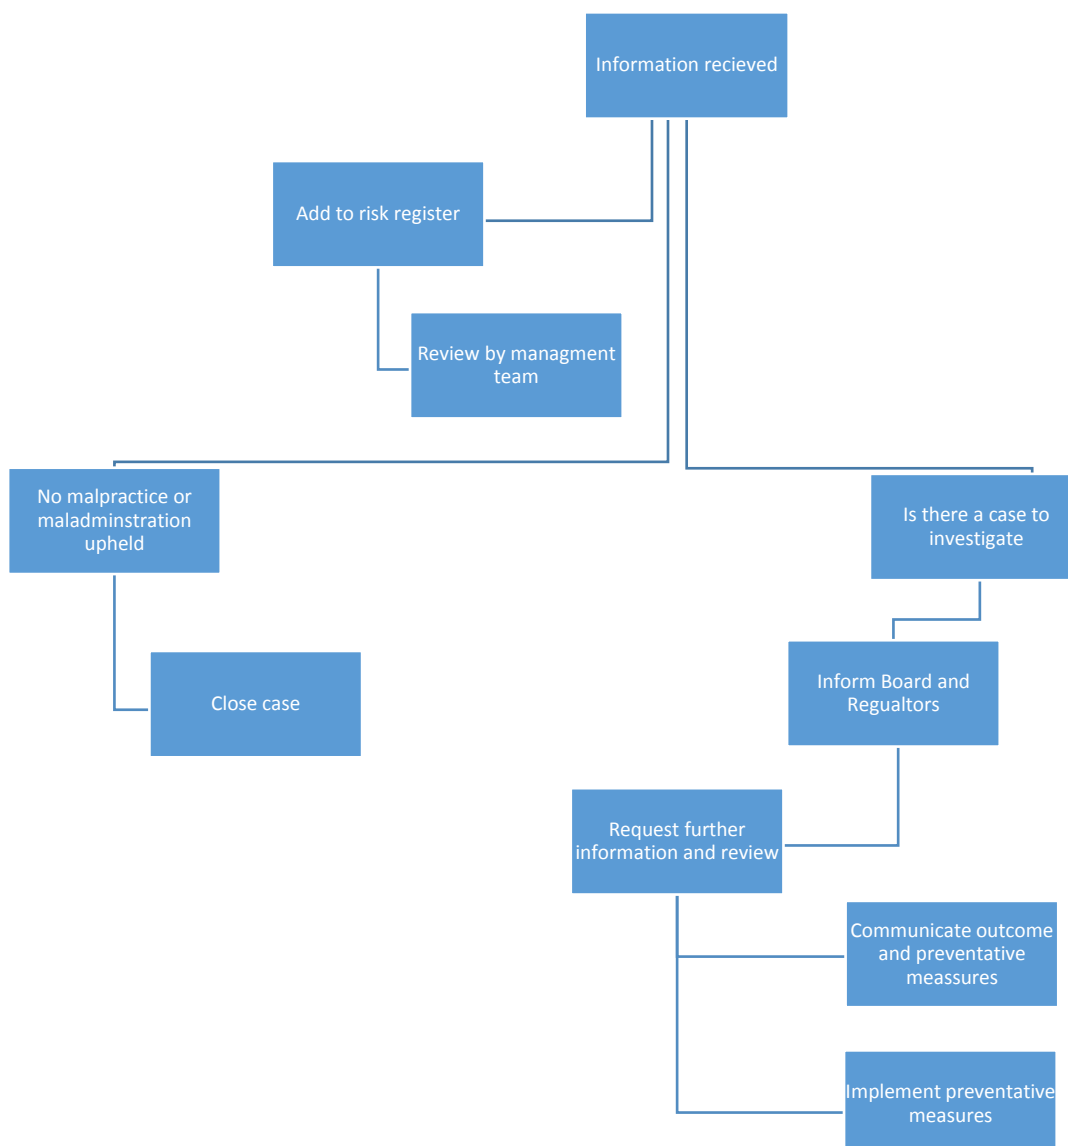 Information recieved
Add to risk register
Review by managment
team
No malpractice or
maladminstration
upheld
Is there a case to
investigate
Close case
Inform Board and
Regualtors
Request further
information and review
Communicate outcome
and preventative
meassures
Implement preventative
measures